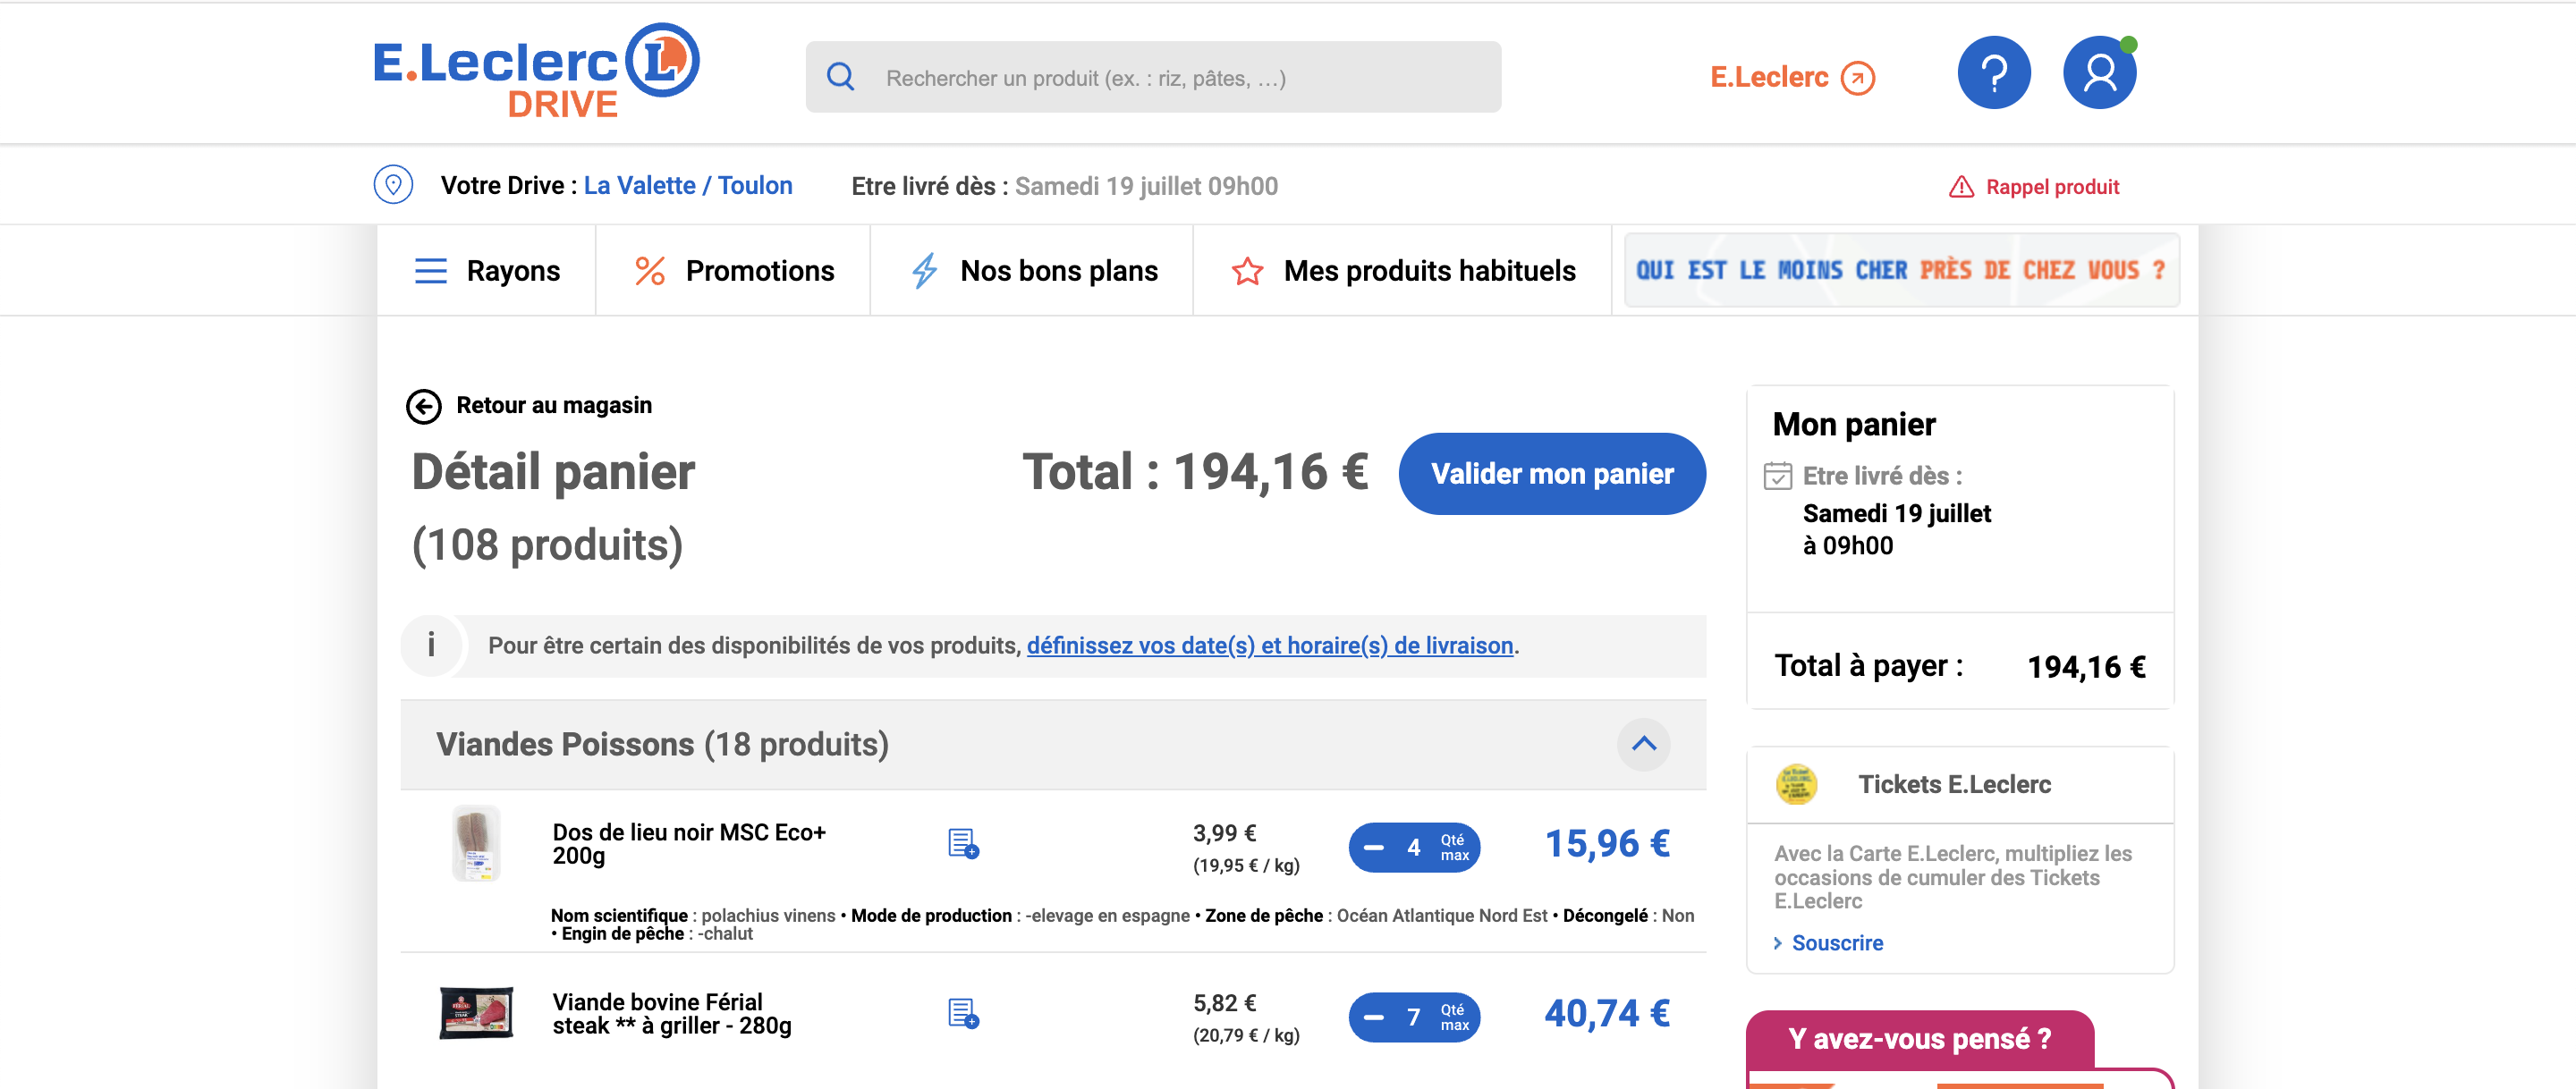 E.Leclerc L
DRIVE
Rechercher un produit (ex. : riz, pâtes, ...)
E.Leclerc
?
Votre Drive : La Valette / Toulon
Etre livré dès : Samedi 19 juillet 09h00
Rappel produit
Rayons
Promotions
Nos bons plans
Mes produits habituels
QUI EST LE MOINS CHER PRÈS DE CHEZ VOUS ?
Retour au magasin
Détail panier
(108 produits)
Total : 194,16 €
Valider mon panier
i
Pour être certain des disponibilités de vos produits, définissez vos date(s) et horaire(s) de livraison.
Viandes Poissons (18 produits)
Dos de lieu noir MSC Eco+
200g
3,99 €
(19,95 € / kg)
4
Qté
max
15,96 €
Nom scientifique : polachius vinens • Mode de production : -elevage en espagne • Zone de pêche : Océan Atlantique Nord Est • Décongelé : Non
• Engin de pêche : -chalut
Viande bovine Férial
steak ** à griller - 280g
5,82 €
(20,79 € / kg)
7
Qté
max
40,74 €
Mon panier
Etre livré dès :
Samedi 19 juillet
à 09h00
Total à payer :
194,16 €
Tickets E.Leclerc
Avec la Carte E.Leclerc, multipliez les
occasions de cumuler des Tickets
E.Leclerc
Souscrire
Y avez-vous pensé ?